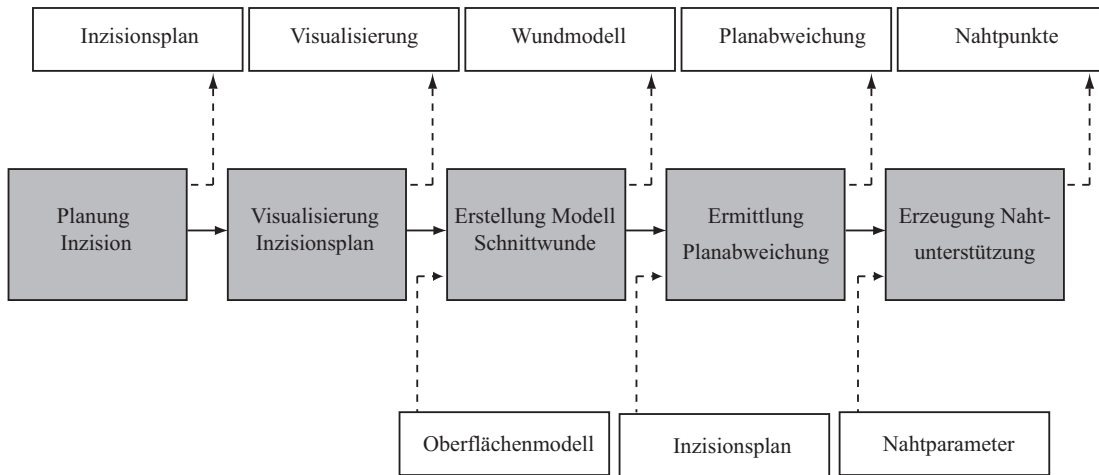 Inzisionsplan
Visualisierung
Wundmodell
Planabweichung
Nahtpunkte
Planung
Inzision
Visualisierung
Inzisionsplan
Erstellung Modell
Schnittwunde
Ermittlung
Planabweichung
Erzeugung Naht-
unterstützung
Oberflächenmodell
Inzisionsplan
Nahtparameter